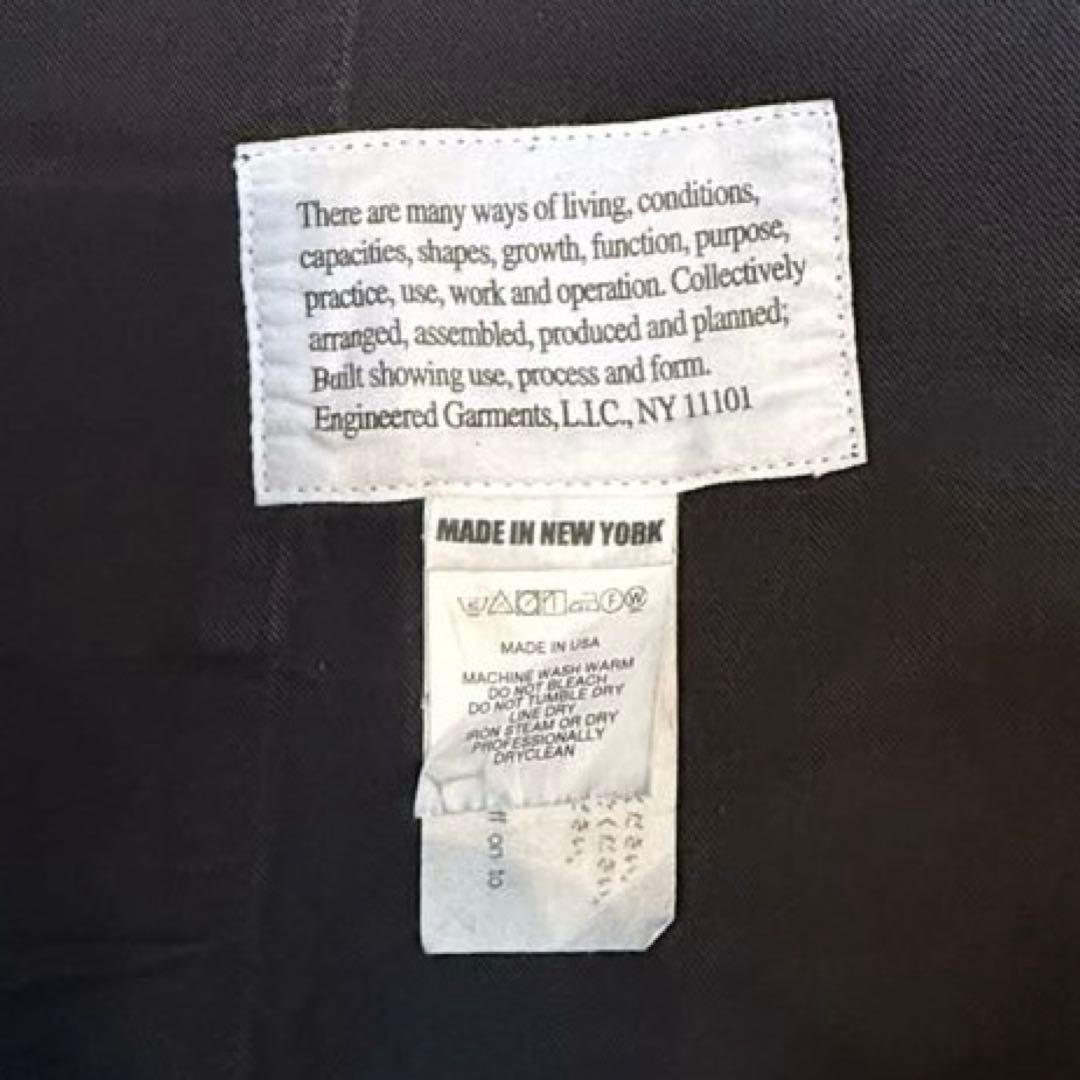 There are many ways of living, conditions,
capacities, shapes, growth, function, purpose,
practice, use, work and operation. Collectively
arranged, assembled, produced and planned;
Built showing use, process and form.
Engineered Garments, L.I.C., NY 11101
MADE IN NEW YORK
F W
MADE IN USA
MACHINE WASH WARM
DO NOT BLEACH
DO NOT TUMBLE DRY
LINE DRY
IRON STEAM OR DRY
PROFESSIONALLY
DRYCLEAN
on to